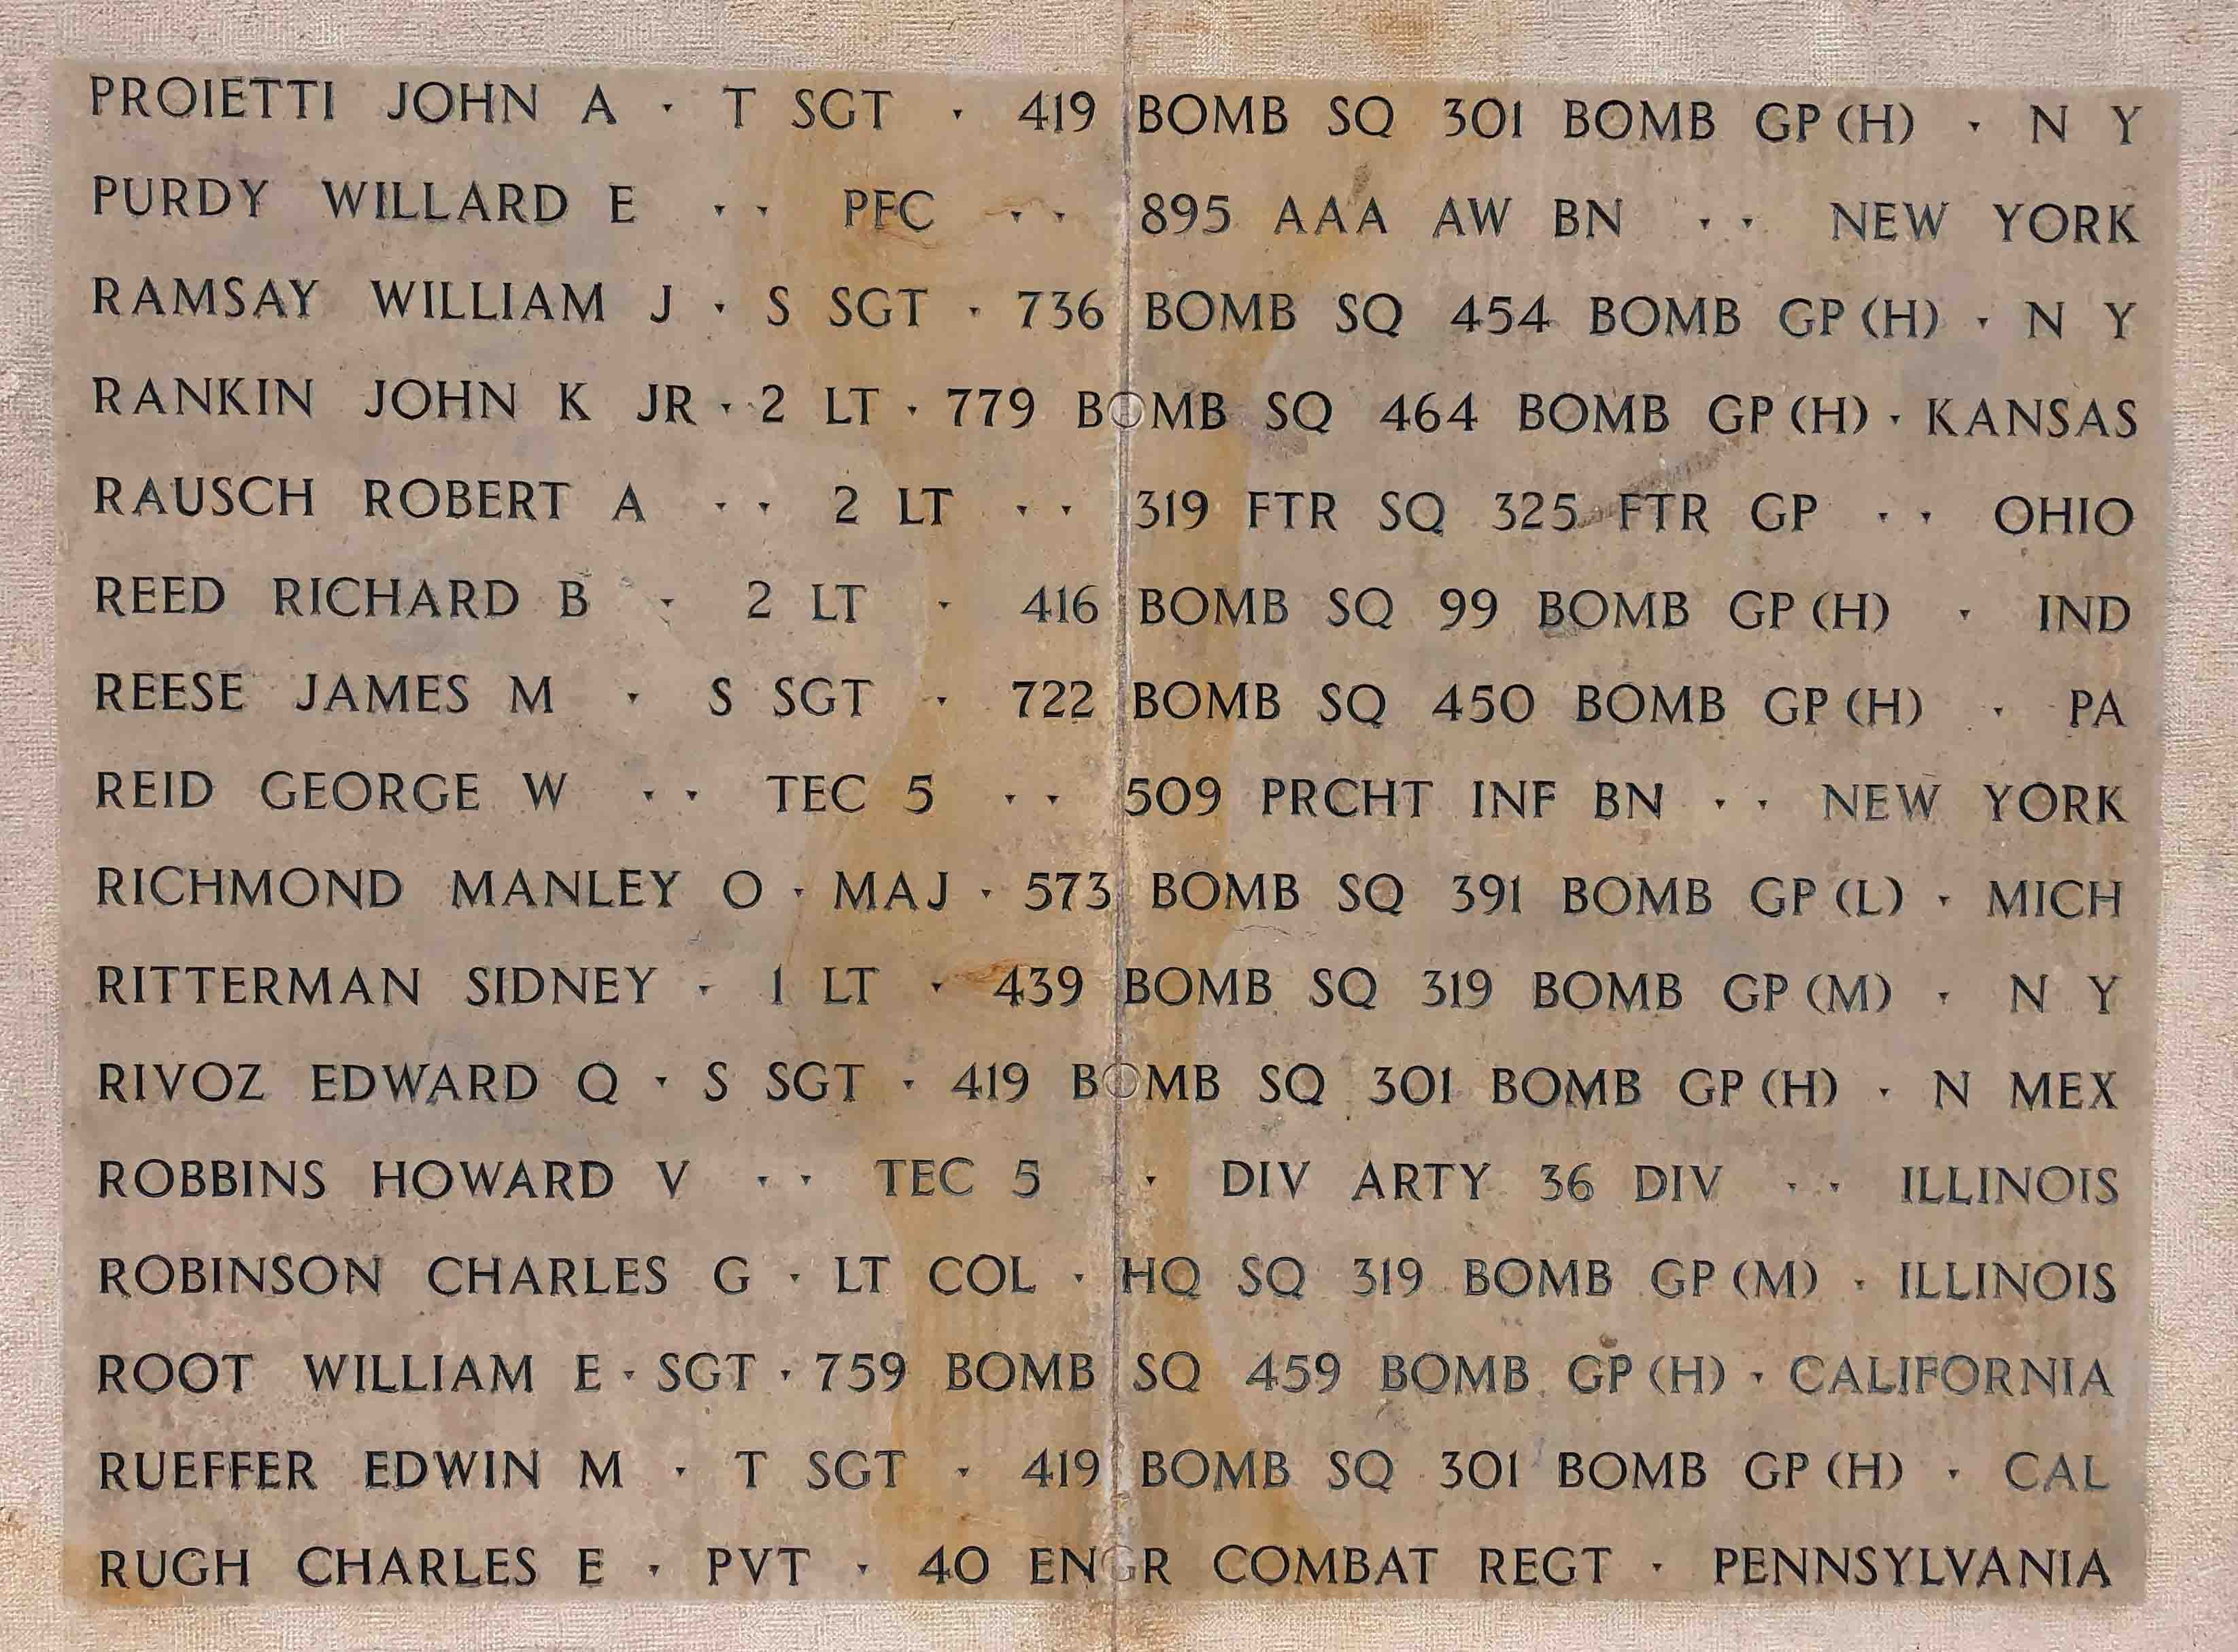 PROIETTI JOHN A · T SGT · 419 BOMB SQ 301 BOMB GP (H) · N Y
PURDY WILLARD E · · PFC · · 895 AAA AW BN · · NEW YORK
RAMSAY WILLIAM J · S SGT · 736 BOMB SQ 454 BOMB GP (H) · N Y
RANKIN JOHN K JR · 2 LT · 779 BOMB SQ 464 BOMB GP (H) · KANSAS
RAUSCH ROBERT A · · 2 LT · · 319 FTR SQ 325 FTR GP · · OHIO
REED RICHARD B · 2 LT · 416 BOMB SQ 99 BOMB GP (H) · IND
REESE JAMES M · S SGT · 722 BOMB SQ 450 BOMB GP (H) · PA
REID GEORGE W · · TEC 5 · · 509 PRCHT INF BN · · NEW YORK
RICHMOND MANLEY O · MAJ · 573 BOMB SQ 391 BOMB GP (L) · MICH
RITTERMAN SIDNEY · 1 LT · 439 BOMB SQ 319 BOMB GP (M) · N Y
RIVOZ EDWARD Q · S SGT · 419 BOMB SQ 301 BOMB GP (H) · N MEX
ROBBINS HOWARD V · · TEC 5 · DIV ARTY 36 DIV · · ILLINOIS
ROBINSON CHARLES G · LT COL · HQ SQ 319 BOMB GP (M) · ILLINOIS
ROOT WILLIAM E · SGT · 759 BOMB SQ 459 BOMB GP (H) · CALIFORNIA
RUEFFER EDWIN M · T SGT · 419 BOMB SQ 301 BOMB GP (H) · CAL
RUGH CHARLES E · PVT · 40 ENGR COMBAT REGT · PENNSYLVANIA